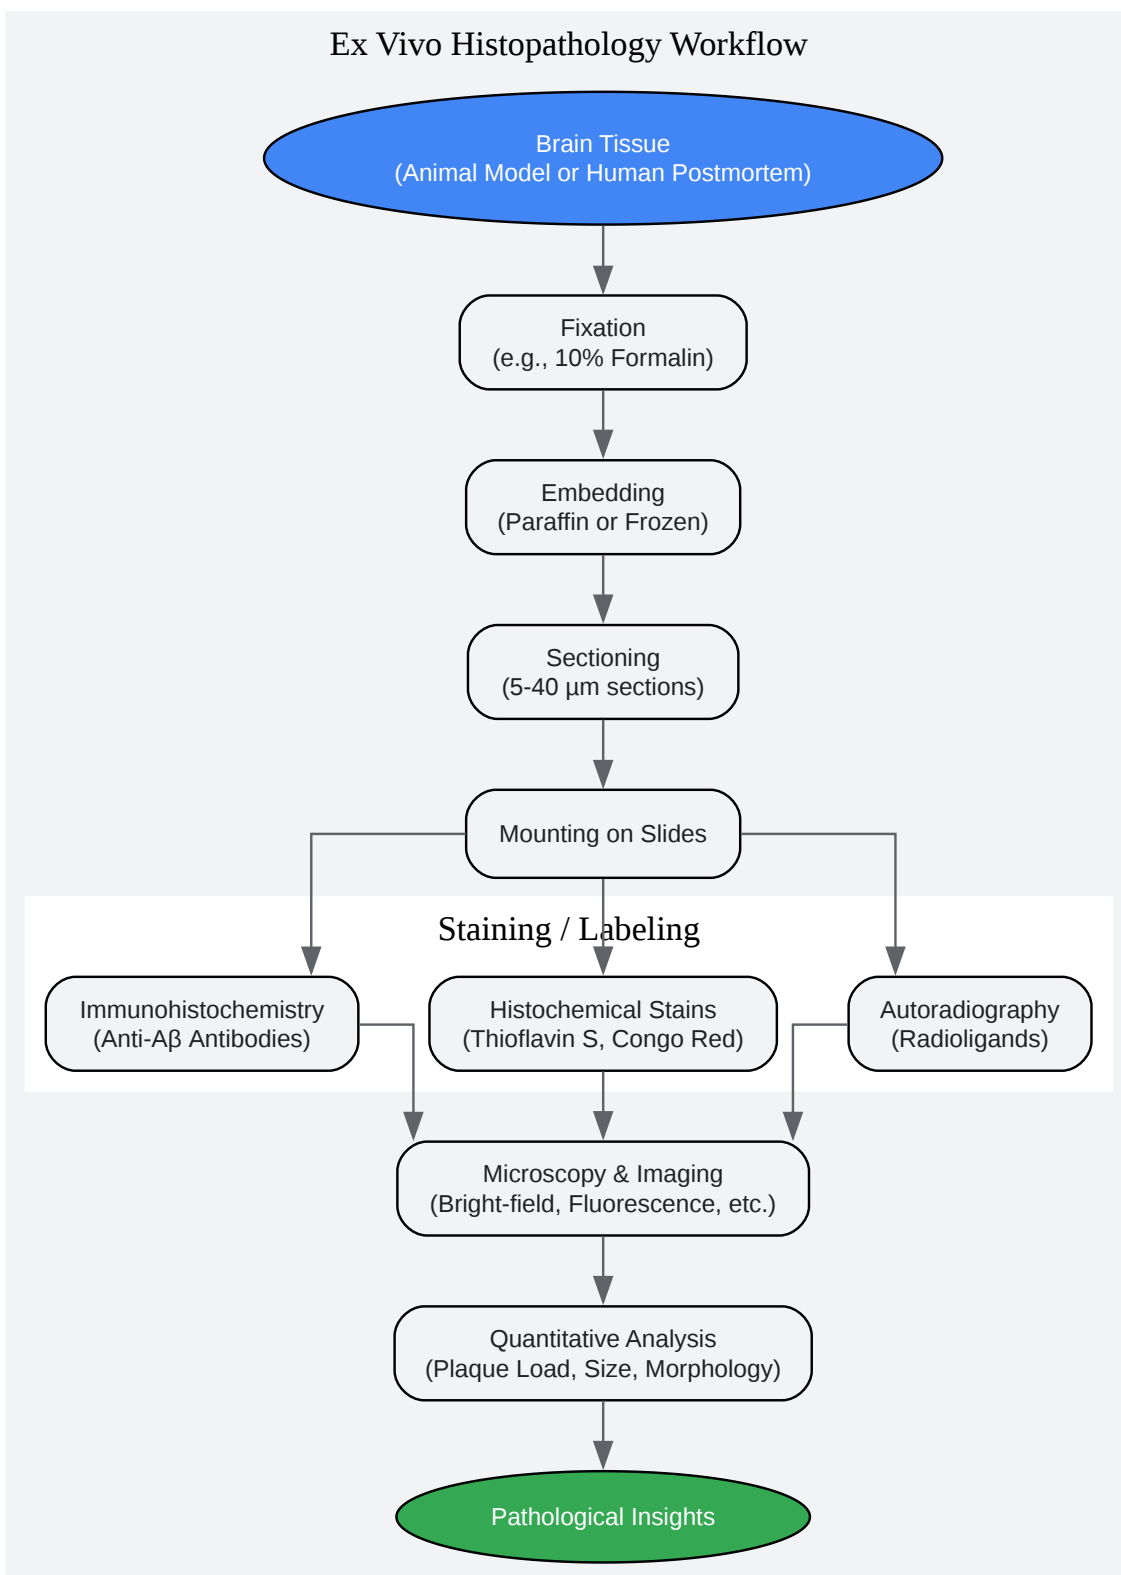 Ex Vivo Histopathology Workflow
Brain Tissue
(Animal Model or Human Postmortem)
Fixation
(e.g., 10% Formalin)
Embedding
(Paraffin or Frozen)
Sectioning
(5-40 µm sections)
Mounting on Slides
Staining / Labeling
Immunohistochemistry
(Anti-Aβ Antibodies)
Histochemical Stains
(Thioflavin S, Congo Red)
Autoradiography
(Radioligands)
Microscopy & Imaging
(Bright-field, Fluorescence, etc.)
Quantitative Analysis
(Plaque Load, Size, Morphology)
Pathological Insights